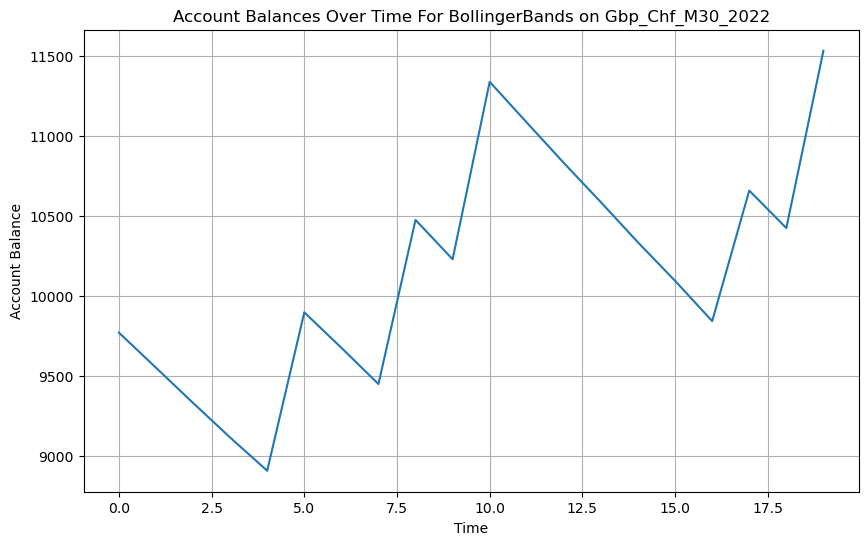 Account Balances Over Time For BollingerBands on Gbp_Chf_M30_2022
11500
11000
10500
10000
9500
9000
Account Balance
0.0 2.5 5.0 7.5 10.0 12.5 15.0 17.5
Time